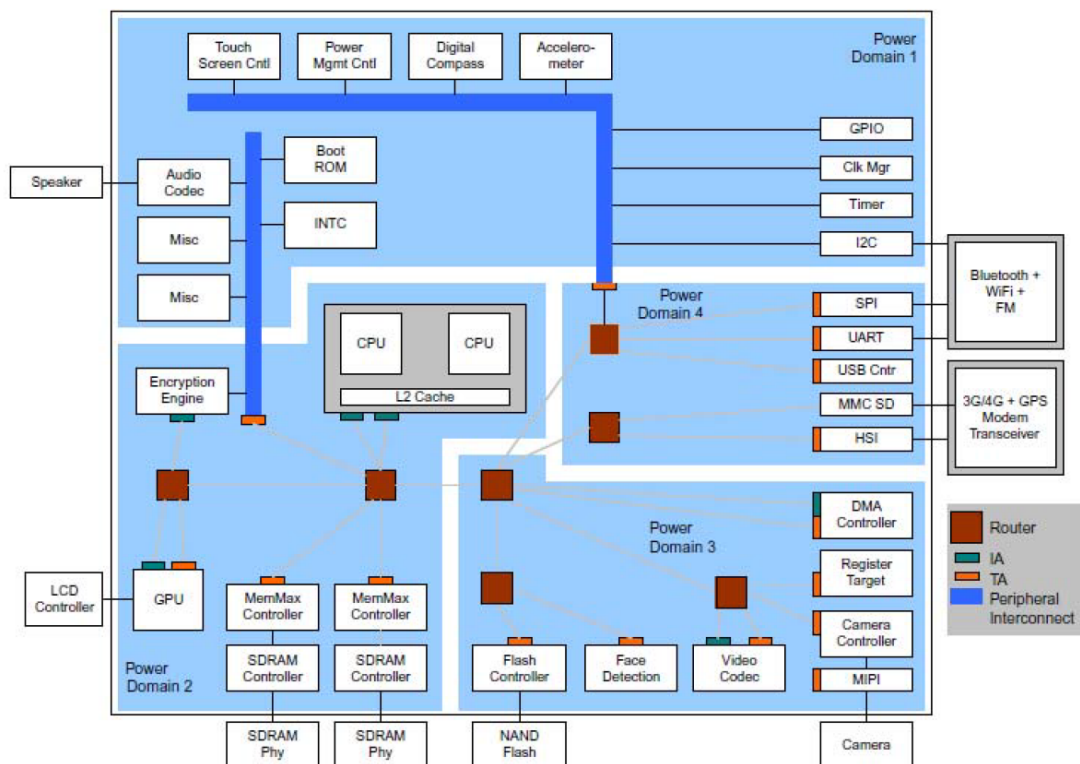 Touch
Screen Cntl
Power
Mgmt Cntl
Digital
Compass
Accelero-
meter
Power
Domain 1
GPIO
Boot
ROM
Clk Mgr
Speaker
Audio
Codec
Timer
INTC
Misc
I2C
Misc
Bluetooth +
WiFi +
FM
Power
Domain 4
SPI
CPU
CPU
UART
Encryption
Engine
USB Cntr
L2 Cache
MMC SD
3G/4G + GPS
Modem
Transceiver
HSI
DMA
Controller
Power
Domain 3
Router
IA
TA
Peripheral
Interconnect
Register
Target
LCD
Controller
GPU
MemMax
Controller
MemMax
Controller
Camera
Controller
Power
Domain 2
SDRAM
Controller
SDRAM
Controller
Flash
Controller
Face
Detection
Video
Codec
MIPI
SDRAM
Phy
SDRAM
Phy
NAND
Flash
Camera